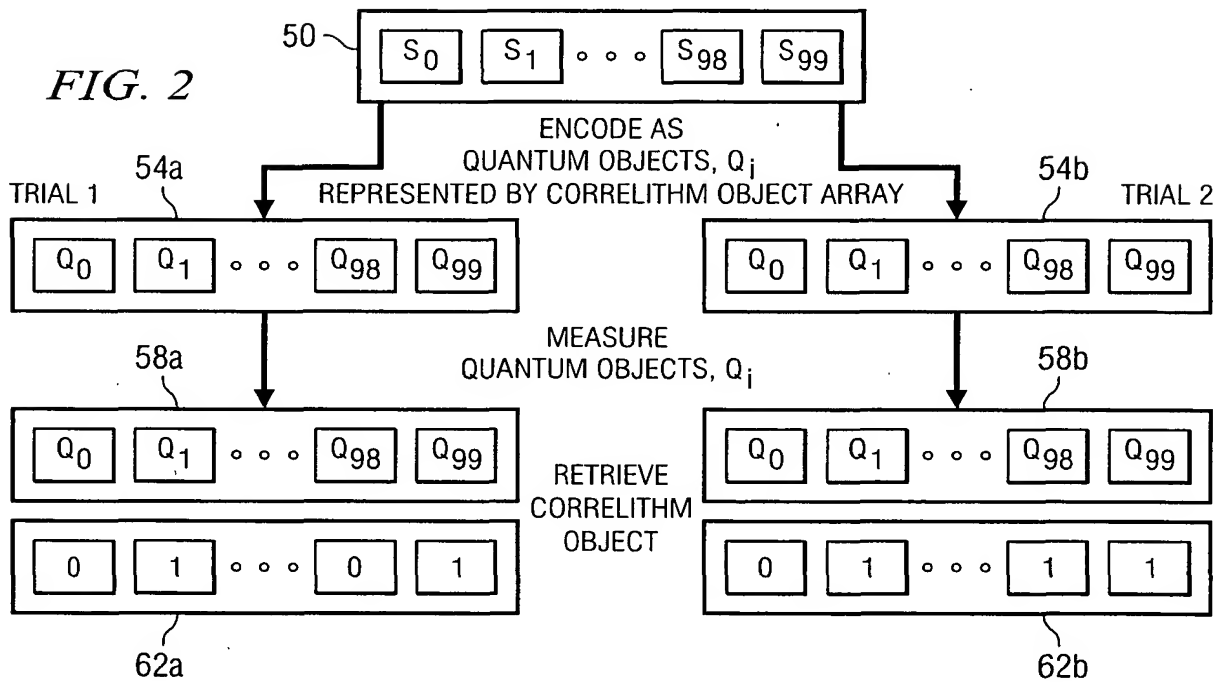 FIG. 2
50
S0 S1 S98 S99
ENCODE AS
QUANTUM OBJECTS, Qi
REPRESENTED BY CORRELITHM OBJECT ARRAY
TRIAL 1
54a
54b
TRIAL 2
Q0 Q1 Q98 Q99
Q0 Q1 Q98 Q99
MEASURE
QUANTUM OBJECTS, Qi
58a
58b
Q0 Q1 Q98 Q99
Q0 Q1 Q98 Q99
RETRIEVE
CORRELITHM
OBJECT
0 1 0 1
0 1 1 1
62a
62b